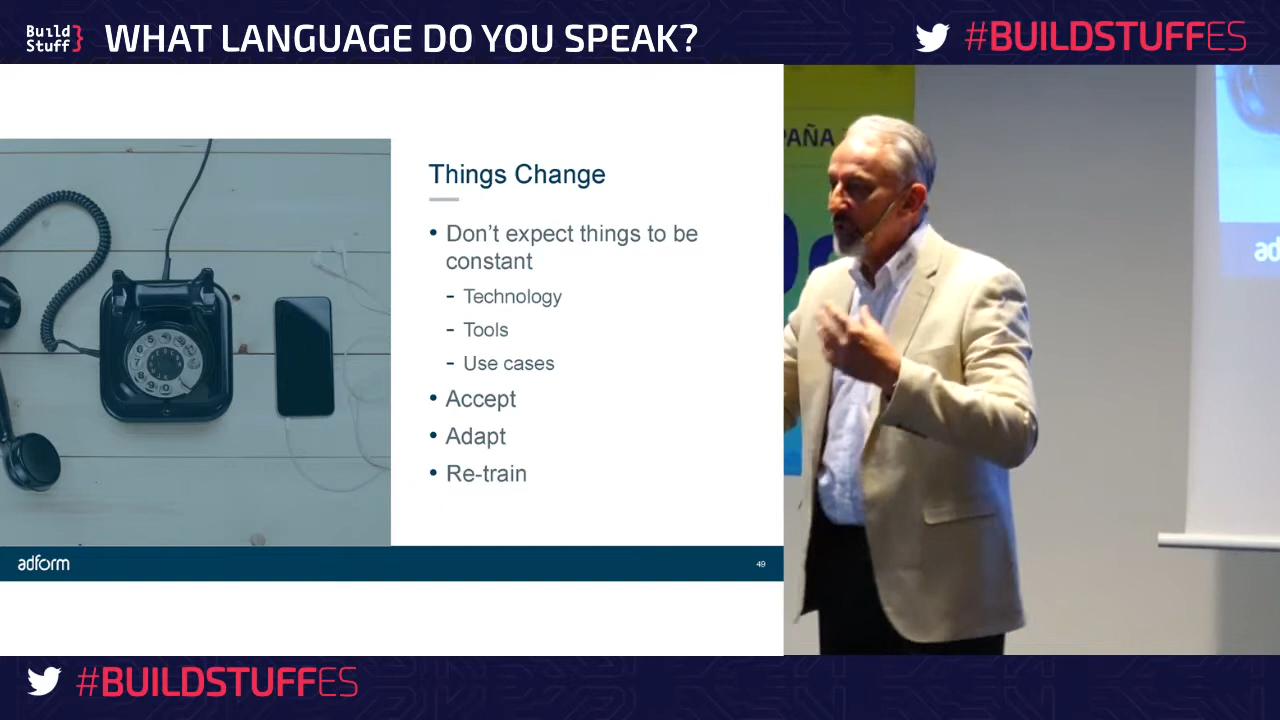 Build
Stuff
WHAT LANGUAGE DO YOU SPEAK?
#BUILDSTUFFES
Things Change
• Don’t expect things to be
constant
- Technology
- Tools
- Use cases
• Accept
• Adapt
• Re-train
adform
49
PAÑA
ad
#BUILDSTUFFES